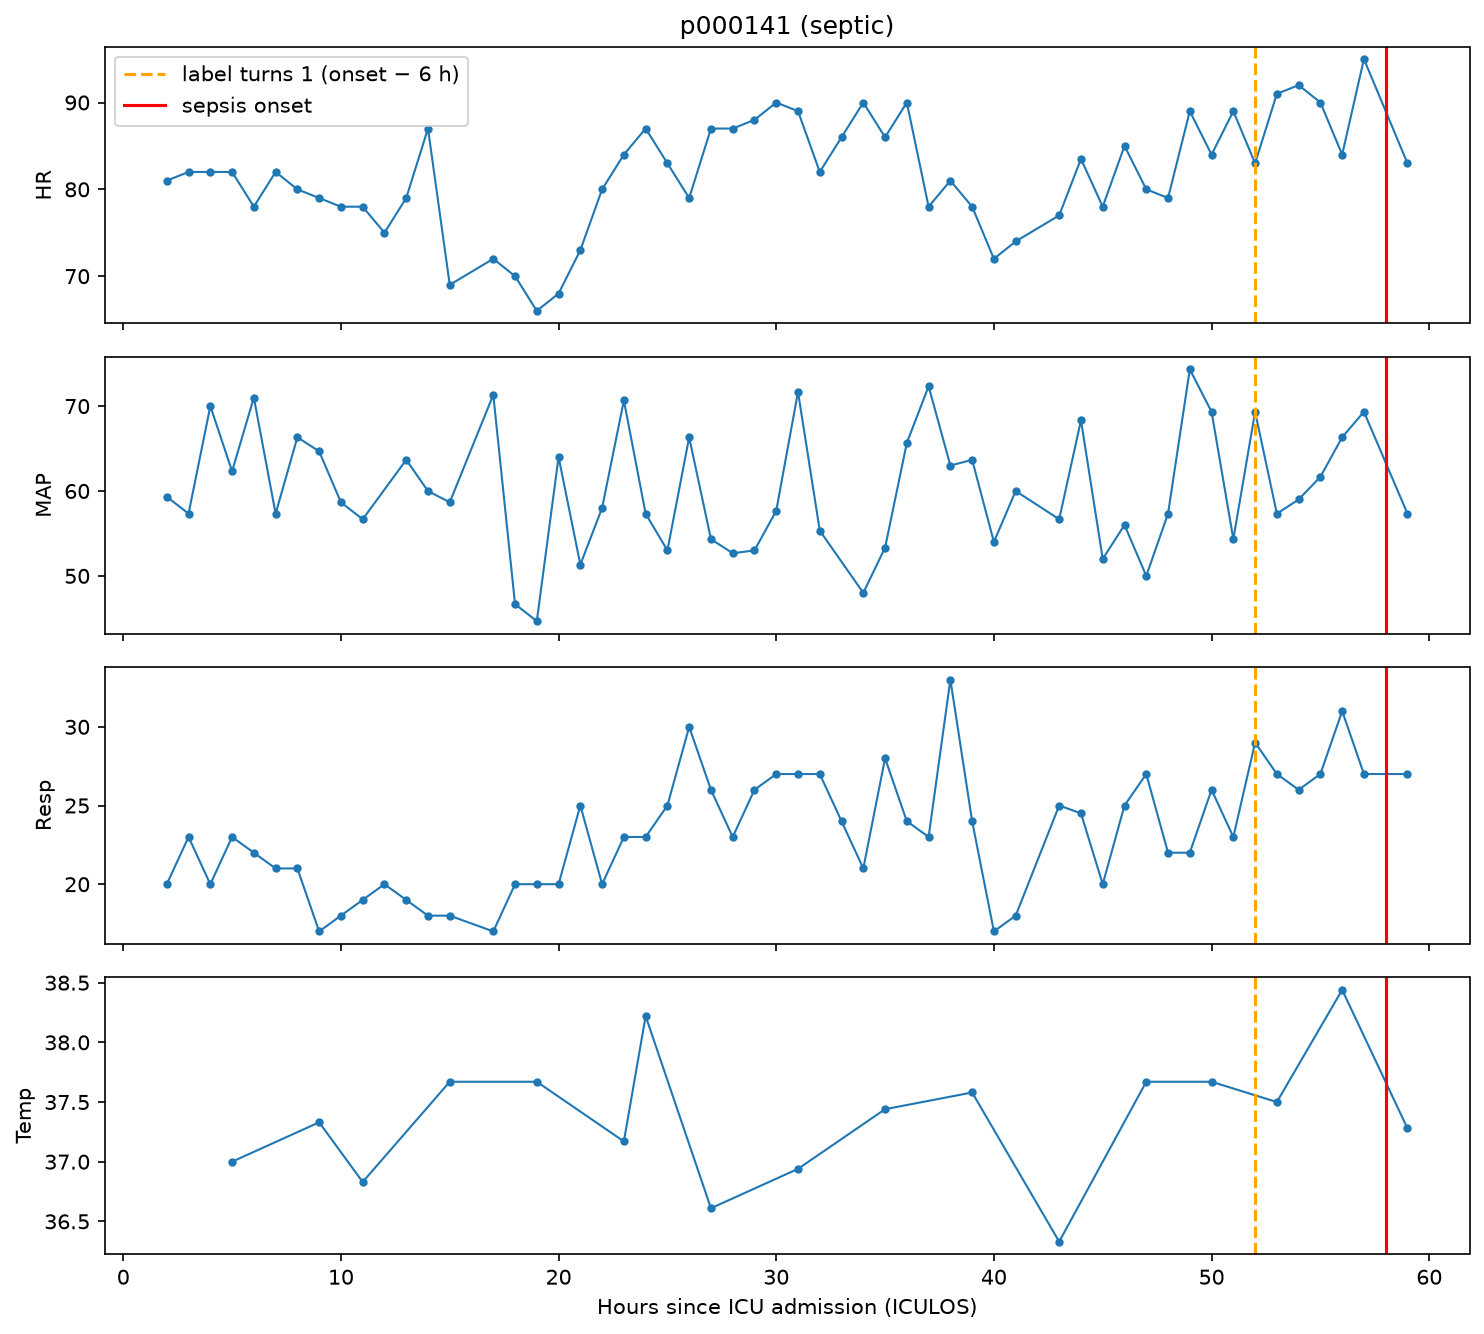 p000141 (septic)
label turns 1 (onset − 6 h)
sepsis onset
90
80
70
HR
70
60
50
MAP
30
25
20
Resp
38.5
38.0
37.5
37.0
36.5
Temp
0 10 20 30 40 50 60
Hours since ICU admission (ICULOS)